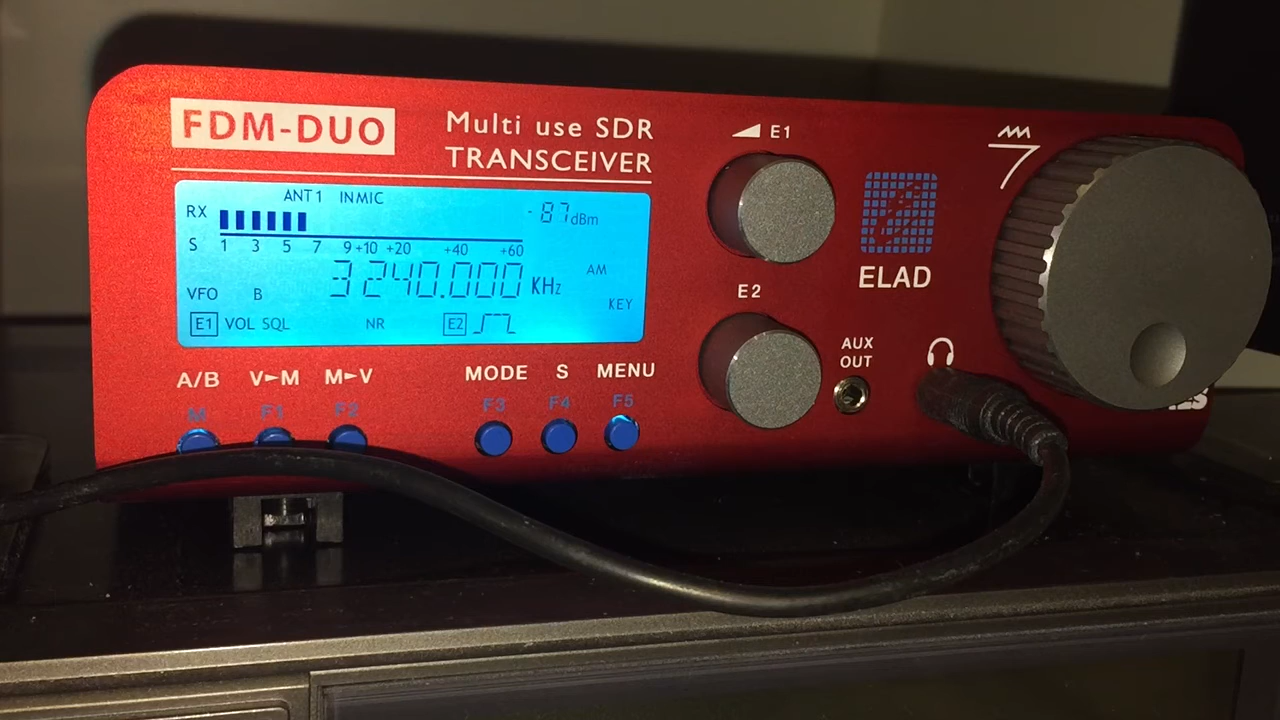 FDM-DUO
Multi use SDR
TRANSCEIVER
ANT1 INMIC
RX
-87dBm
S 1 3 5 7 9 +10 +20 +40 +60
3240.000 KHz
AM
VFO B
KEY
E1 VOL SQL NR E2
A/B V►M M►V MODE S MENU
M F1 F2 F3 F4 F5
E1
E2
ELAD
AUX
OUT